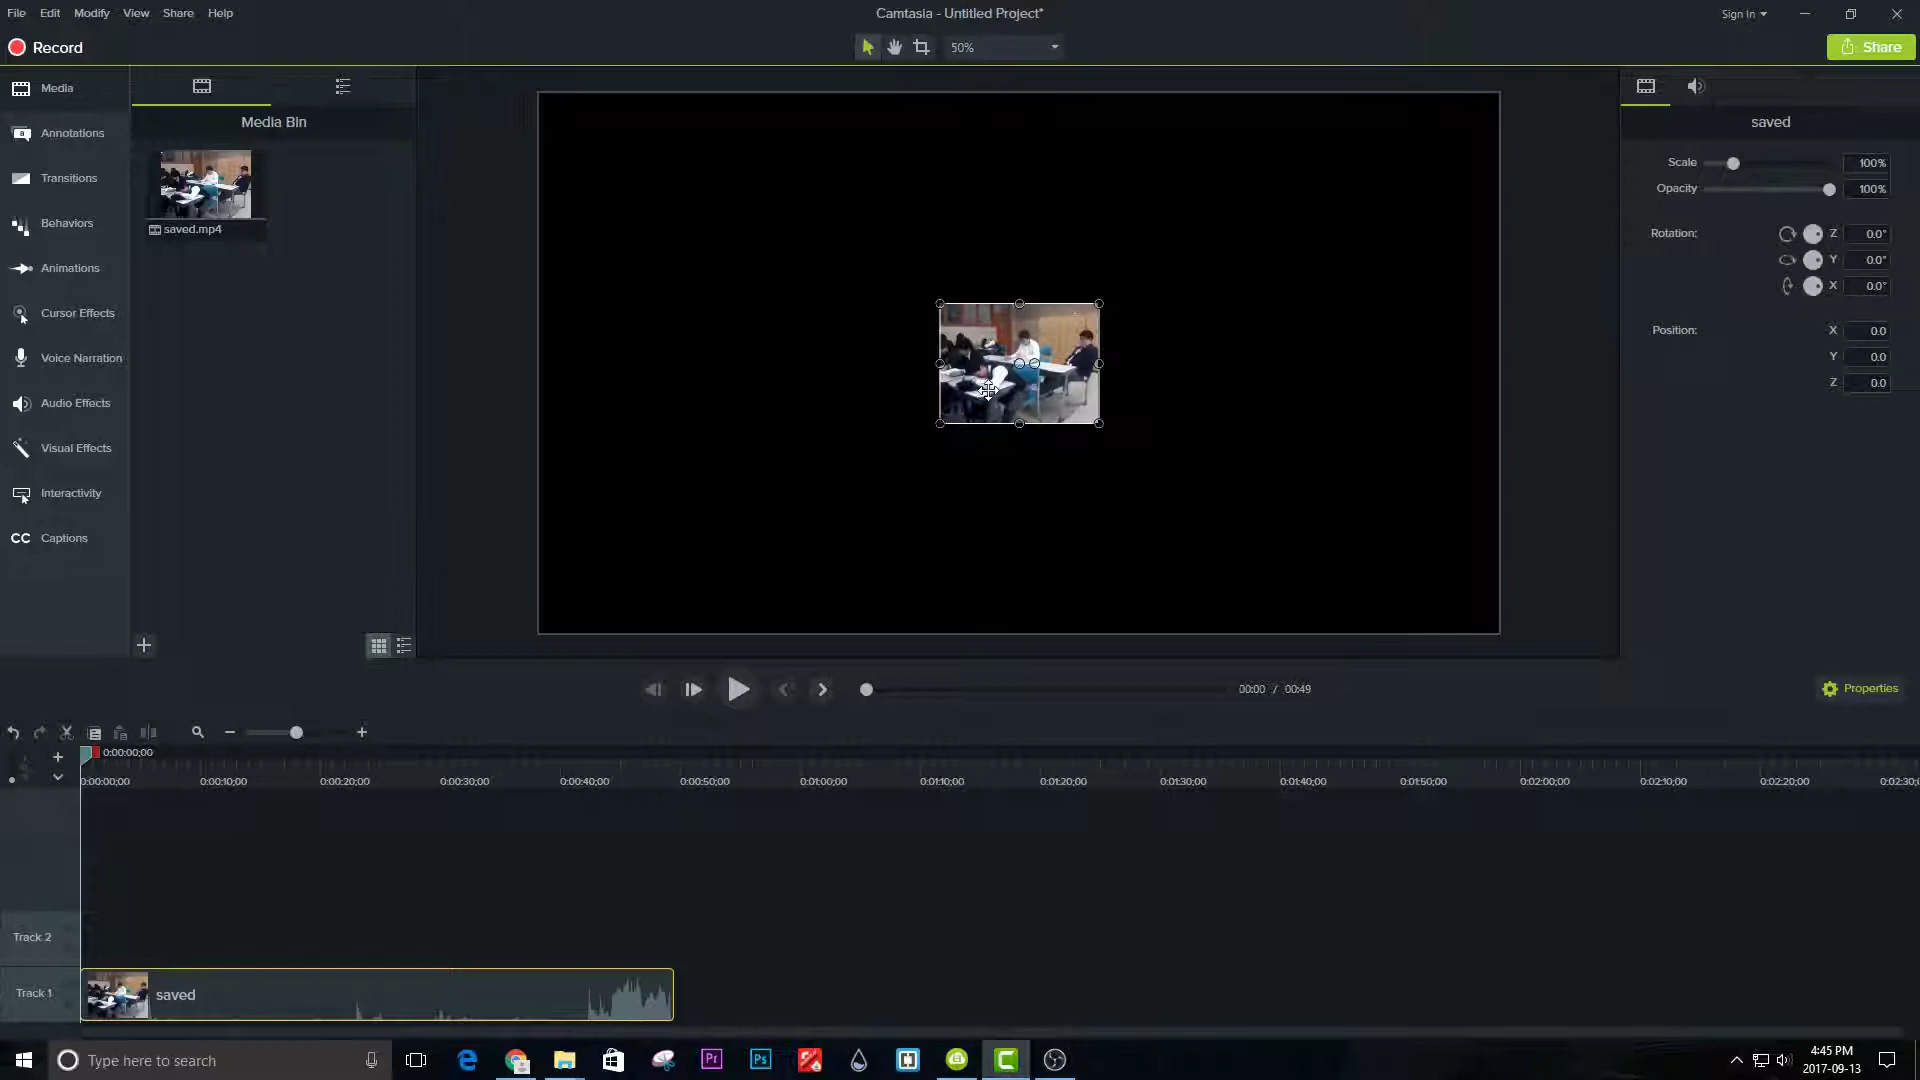 File Edit Modify View Share Help
Camtasia - Untitled Project*
Sign In
Record
50%
Share
Media
Annotations
Transitions
Behaviors
Animations
Cursor Effects
Voice Narration
Audio Effects
Visual Effects
Interactivity
CC Captions
Media Bin
saved.mp4
saved
Scale 100%
Opacity 100%
Rotation: Z 0.0°
Y 0.0°
X 0.0°
Position: X 0.0
Y 0.0
Z 0.0
00:00 / 00:49
Properties
0:00:00;00
0:00:00;00 0:00:10;00 0:00:20;00 0:00:30;00 0:00:40;00 0:00:50;00 0:01:00;00 0:01:10;00 0:01:20;00 0:01:30;00 0:01:40;00 0:01:50;00 0:02:00;00 0:02:10;00 0:02:20;00 0:02:30;
Track 2
Track 1 saved
Type here to search
Pr Ps
4:45 PM
2017-09-13